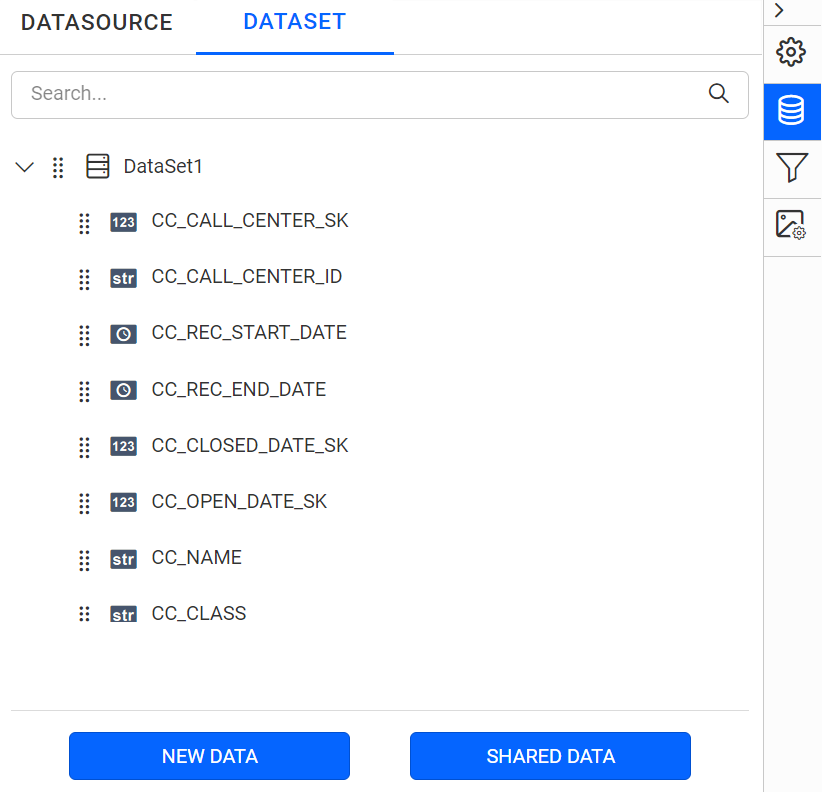 DATASOURCE DATASET
Search...
DataSet1
123 CC_CALL_CENTER_SK
str CC_CALL_CENTER_ID
CC_REC_START_DATE
CC_REC_END_DATE
123 CC_CLOSED_DATE_SK
123 CC_OPEN_DATE_SK
str CC_NAME
str CC_CLASS
NEW DATA SHARED DATA